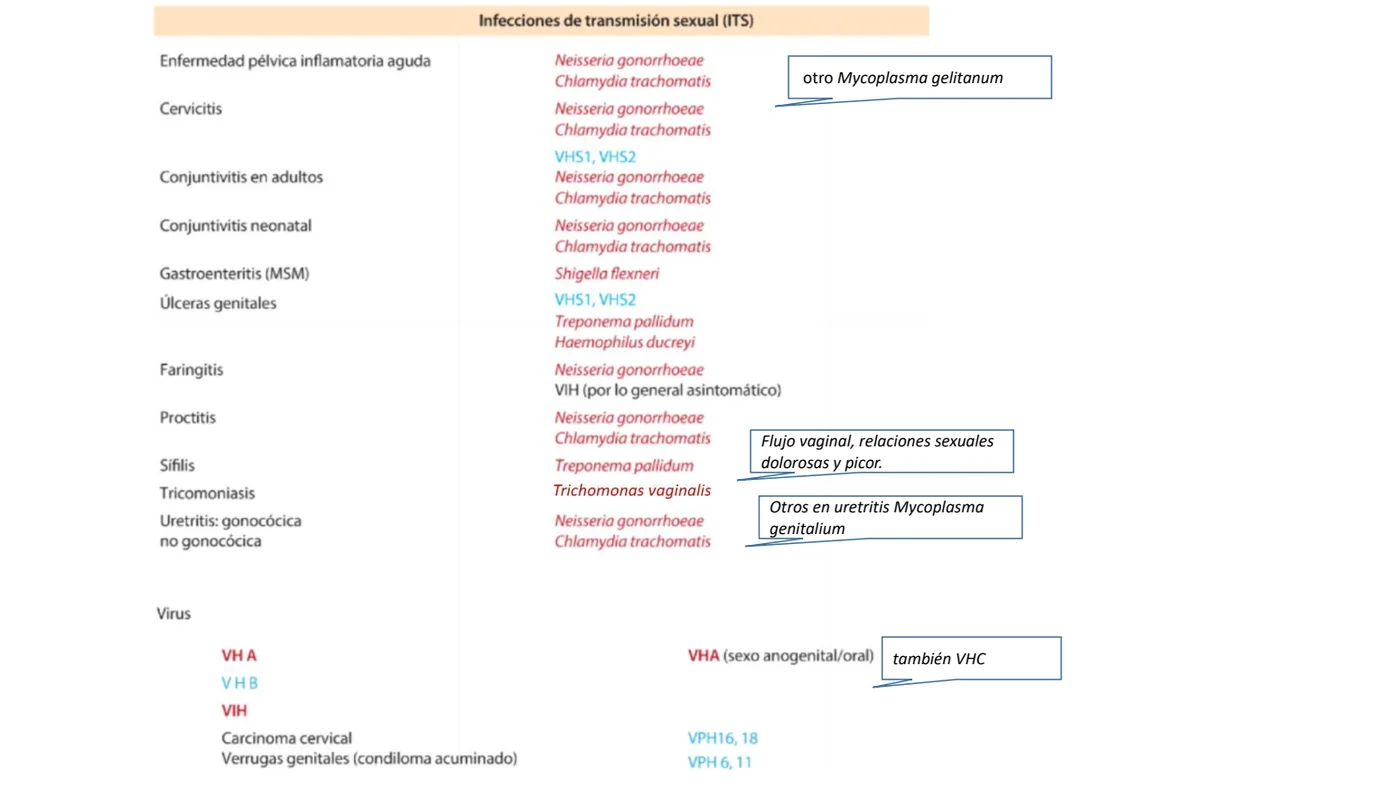 Infecciones de transmisión sexual (ITS)
Enfermedad pélvica inflamatoria aguda
Neisseria gonorrhoeae
Chlamydia trachomatis
otro Mycoplasma gelitanum
Cervicitis
Neisseria gonorrhoeae
Chlamydia trachomatis
VHS1, VHS2
Conjuntivitis en adultos
Neisseria gonorrhoeae
Chlamydia trachomatis
Conjuntivitis neonatal
Neisseria gonorrhoeae
Chlamydia trachomatis
Gastroenteritis (MSM)
Shigella flexneri
Úlceras genitales
VHS1, VHS2
Treponema pallidum
Haemophilus ducreyi
Faringitis
Neisseria gonorrhoeae
VIH (por lo general asintomático)
Proctitis
Neisseria gonorrhoeae
Chlamydia trachomatis
Flujo vaginal, relaciones sexuales
dolorosas y picor.
Sífilis
Treponema pallidum
Tricomoniasis
Trichomonas vaginalis
Otros en uretritis Mycoplasma
genitalium
Uretritis: gonocócica
Neisseria gonorrhoeae
no gonocócica
Chlamydia trachomatis
Virus
VH A
VHA (sexo anogenital/oral)
también VHC
V H B
VIH
Carcinoma cervical
VPH16, 18
Verrugas genitales (condiloma acuminado)
VPH 6, 11